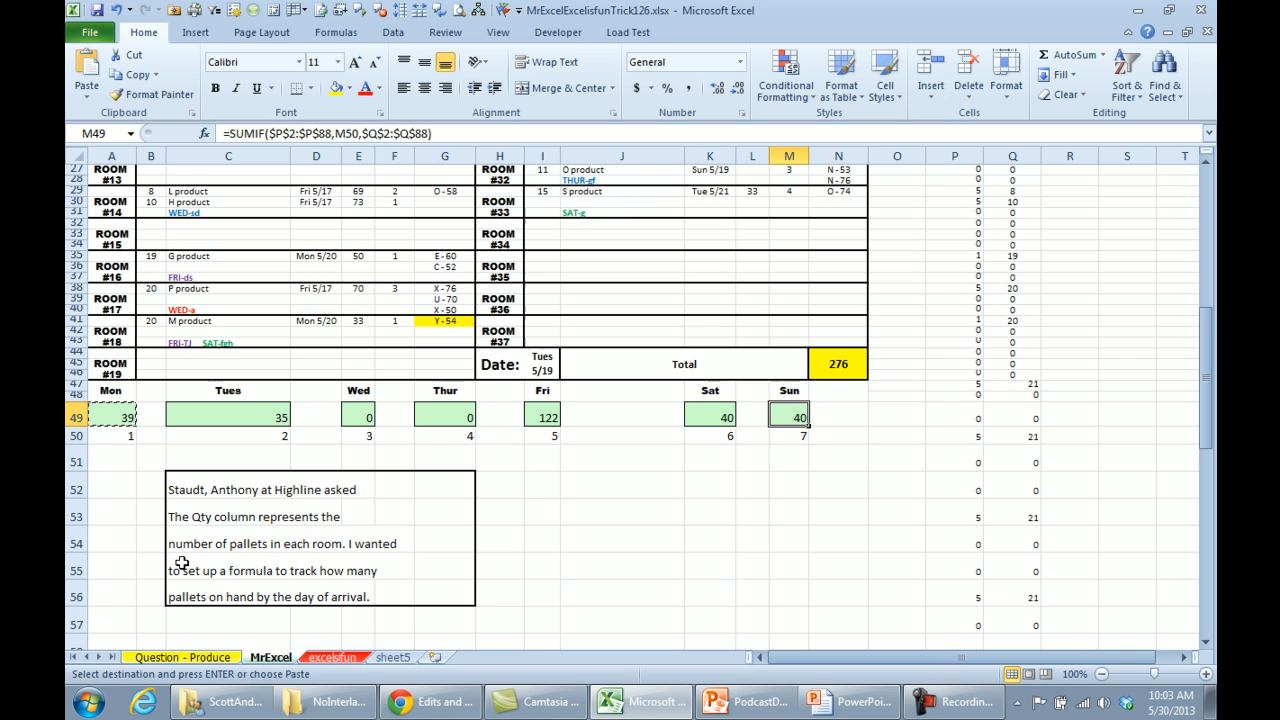 MrExcelExcelisfunTrick126.xlsx - Microsoft Excel
File Home Insert Page Layout Formulas Data Review View Developer Load Test
Cut Calibri 11 Wrap Text General AutoSum
Copy Fill
Paste Format Painter Merge & Center Conditional Formatting Format as Table Cell Styles Insert Delete Format Clear Sort & Filter Find & Select
Clipboard Font Alignment Number Styles Cells Editing
M49 =SUMIF($P$2:$P$88,M50,$Q$2:$Q$88)
A B C D E F G H I J K L M N O P Q R S T
27 ROOM ROOM 11 O product Sun 5/19 3 N - 53 0 0
28 #13 #32 THUR-gf N - 76 0 0
29 8 L product Fri 5/17 69 2 O - 58 15 S product Tue 5/21 33 4 O - 74 5 8
30 ROOM 10 H product Fri 5/17 73 1 ROOM 5 10
31 #14 WED-sd #33 SAT-g 0 0
32 0 0
33 ROOM ROOM 0 0
34 #15 #34 0 0
35 19 G product Mon 5/20 50 1 E - 60 1 19
36 ROOM C - 52 ROOM 0 0
37 #16 FRI-ds #35 0 0
38 20 P product Fri 5/17 70 3 X - 76 5 20
39 ROOM U - 70 ROOM 0 0
40 #17 WED-a X - 50 #36 0 0
41 20 M product Mon 5/20 33 1 Y - 54 1 20
42 ROOM ROOM 0 0
43 #18 FRI-TJ SAT-fgh #37 0 0
44 0 0
45 ROOM Date: Tues 5/19 Total 276 0 0
46 #19 0 0
47 Mon Tues Wed Thur Fri Sat Sun 5 21
48 0 0
49 39 35 0 0 122 40 40 0 0
50 1 2 3 4 5 6 7 5 21
51 0 0
52 Staudt, Anthony at Highline asked 0 0
53 The Qty column represents the 5 21
54 number of pallets in each room. I wanted 0 0
55 to set up a formula to track how many 0 0
56 pallets on hand by the day of arrival. 5 21
57 0 0
Question - Produce MrExcel excelsifun sheet5
Select destination and press ENTER or choose Paste 100%
ScottAnd... NoInterla... Edits and ... Camtasia ... Microsoft ... PodcastD... PowerPoi... Recordin... 10:03 AM
5/30/2013